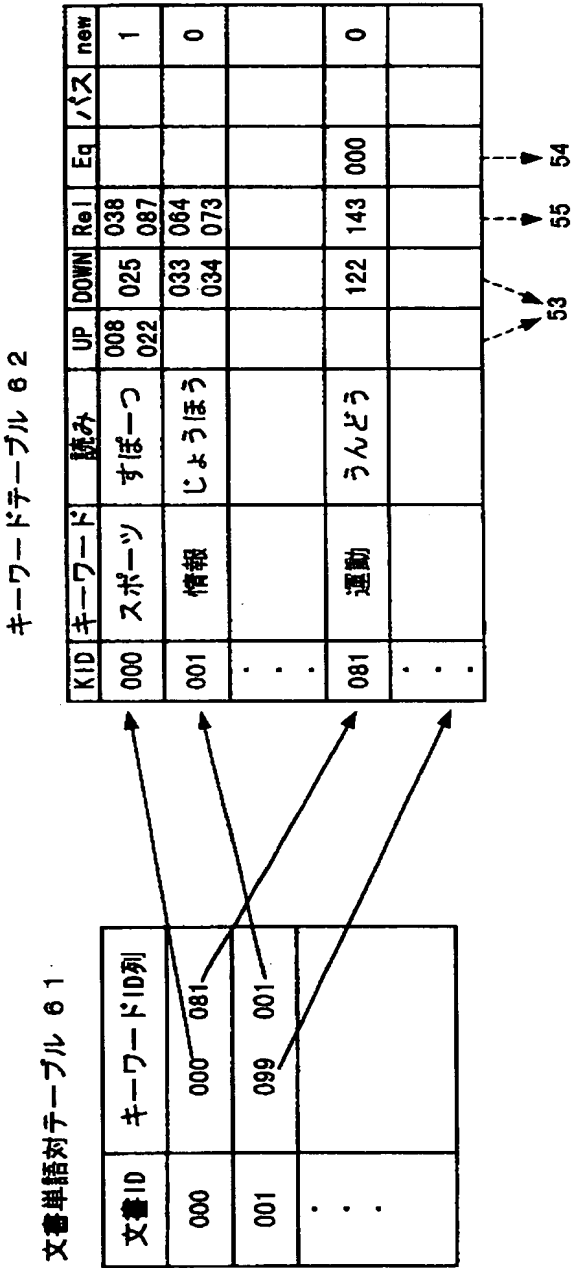 文書単語対テーブル 61
文書ID キーワードID列
000 000 081
001 099 001
・・・
キーワードテーブル 62
KID キーワード 読み UP DOWN Rel Eq パス new
000 スポーツ すぽーつ 008 022 025 038 087 1
001 情報 じょうほう 033 034 064 073 0
・・・
081 運動 うんどう 122 143 000 0
・・・
53 55 54